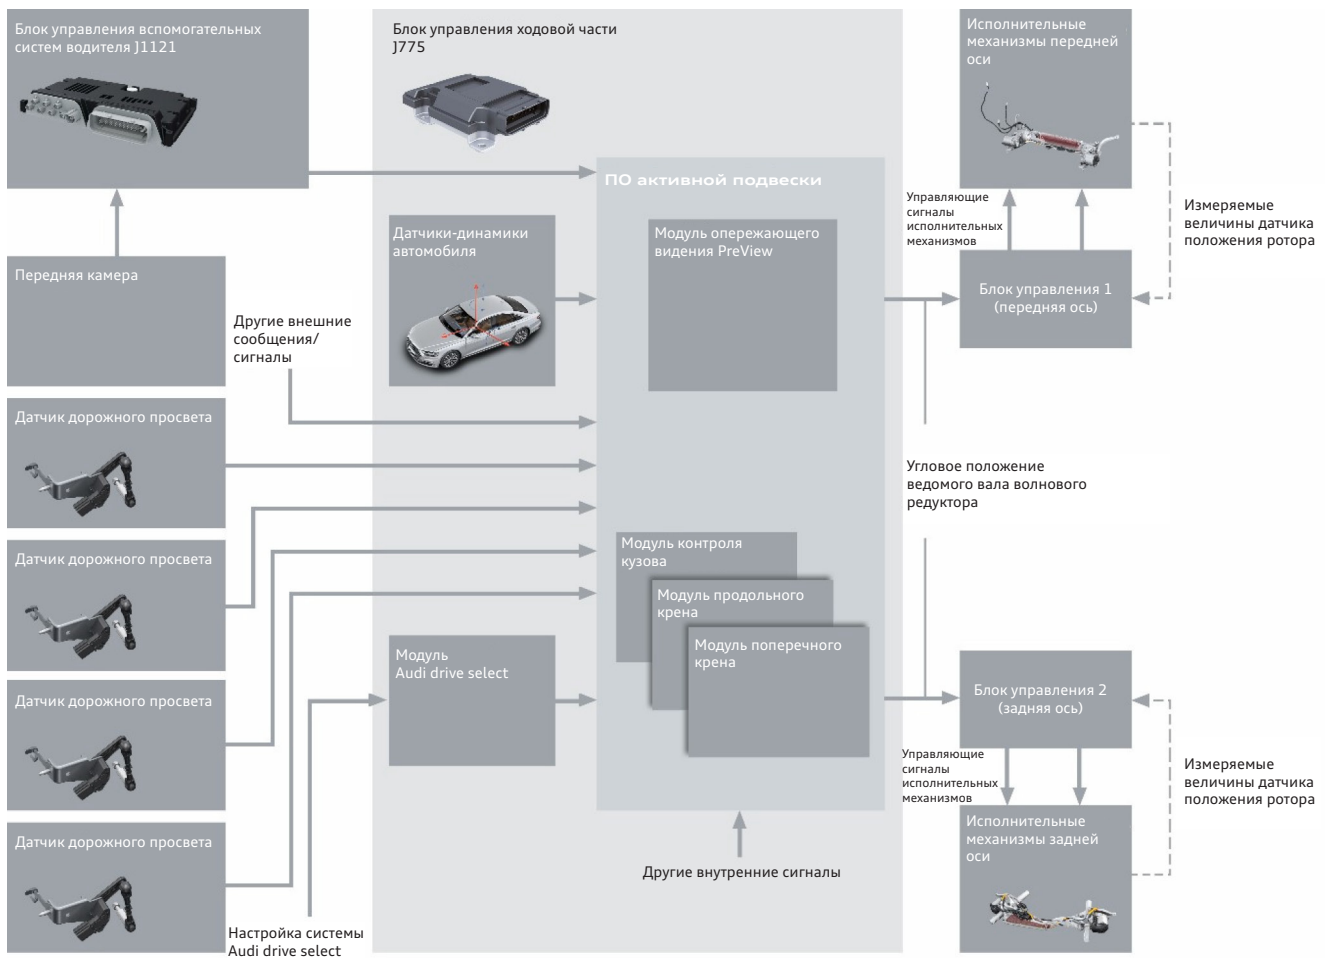 Блок управления вспомогательных
систем водителя J1121
Блок управления ходовой части
J775
Исполнительные
механизмы передней
оси
ПО активной подвески
Управляющие
сигналы
исполнительных
механизмов
Измеряемые
величины датчика
положения ротора
Датчики-динамики
автомобиля
Модуль опережающего
видения PreView
Передняя камера
Блок управления 1
(передняя ось)
Другие внешние
сообщения/
сигналы
Датчик дорожного просвета
Угловое положение
ведомого вала волнового
редуктора
Датчик дорожного просвета
Модуль контроля
кузова
Модуль продольного
крена
Модуль поперечного
крена
Модуль
Audi drive select
Блок управления 2
(задняя ось)
Датчик дорожного просвета
Управляющие
сигналы
исполнительных
механизмов
Измеряемые
величины датчика
положения ротора
Датчик дорожного просвета
Исполнительные
механизмы задней
оси
Другие внутренние сигналы
Настройка системы
Audi drive select